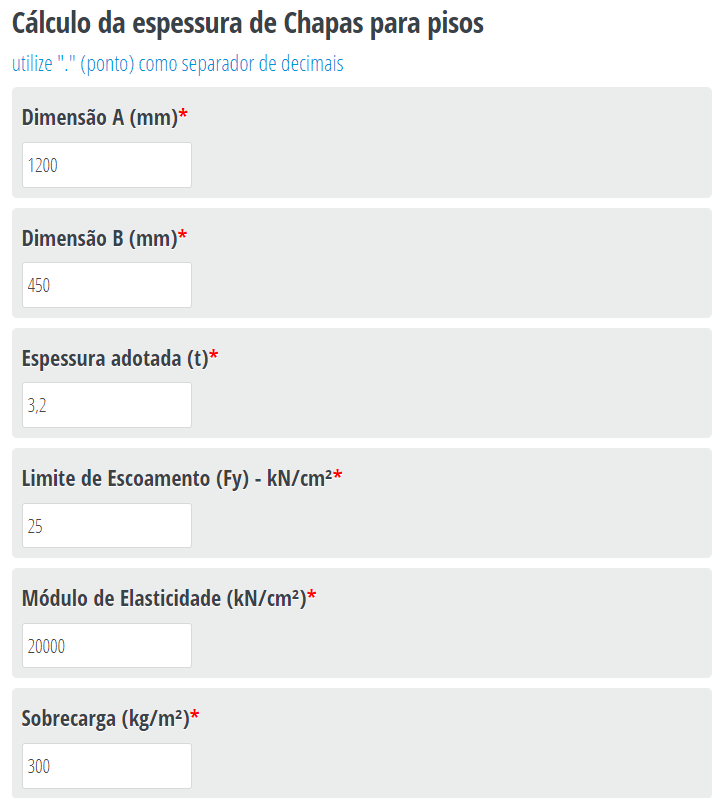 Cálculo da espessura de Chapas para pisos
utilize "." (ponto) como separador de decimais
Dimensão A (mm)*
1200
Dimensão B (mm)*
450
Espessura adotada (t)*
3,2
Limite de Escoamento (Fy) - kN/cm²*
25
Módulo de Elasticidade (kN/cm²)*
20000
Sobrecarga (kg/m²)*
300